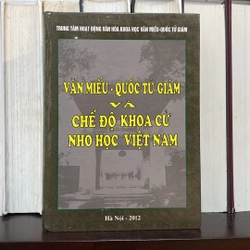 TRUNG TÂM HOẠT ĐỘNG VĂN HÓA KHOA HỌC VĂN MIẾU-QUỐC TỬ GIÁM
VĂN MIẾU - QUỐC TỬ GIÁM
VÀ
CHẾ ĐỘ KHOA CỬ
NHO HỌC VIỆT NAM
Hà Nội - 2012